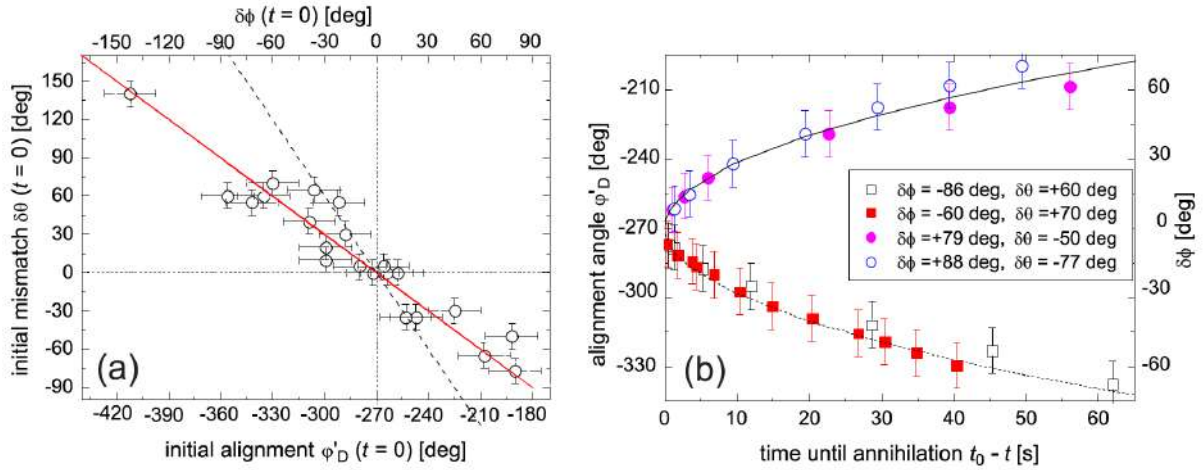 δϕ (t = 0) [deg]
-150 -120 -90 -60 -30 0 30 60 90
150
120
90
60
30
0
-30
-60
-90
initial mismatch δθ (t = 0) [deg]
(a)
-420 -390 -360 -330 -300 -270 -240 -210 -180
initial alignment φ'D (t = 0) [deg]
-210
-240
-270
-300
-330
alignment angle φ'D [deg]
60
30
0
-30
-60
δϕ [deg]
δϕ = -86 deg, δθ =+60 deg
δϕ = -60 deg, δθ =+70 deg
δϕ = +79 deg, δθ = -50 deg
δϕ = +88 deg, δθ = -77 deg
(b)
0 10 20 30 40 50 60
time until annihilation t0 - t [s]